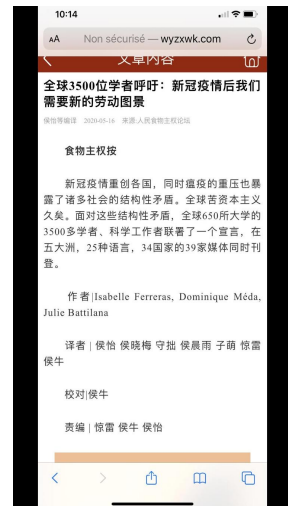 10:14
AA Non sécurisé — wyzxwk.com
文章内容
全球3500位学者呼吁：新冠疫情后我们
需要新的劳动图景
侯怡等编译 2020-05-16 来源:人民食物主权论坛
食物主权按
新冠疫情重创各国，同时瘟疫的重压也暴
露了诸多社会的结构性矛盾。全球苦资本主义
久矣。面对这些结构性矛盾，全球650所大学的
3500多学者、科学工作者联署了一个宣言，在
五大洲，25种语言，34国家的39家媒体同时刊
登。
作者|Isabelle Ferreras, Dominique Méda,
Julie Battilana
译者 | 侯怡 侯晓梅 守拙 侯晨雨 子萌 惊雷
侯牛
校对|侯牛
责编 | 惊雷 侯牛 侯怡